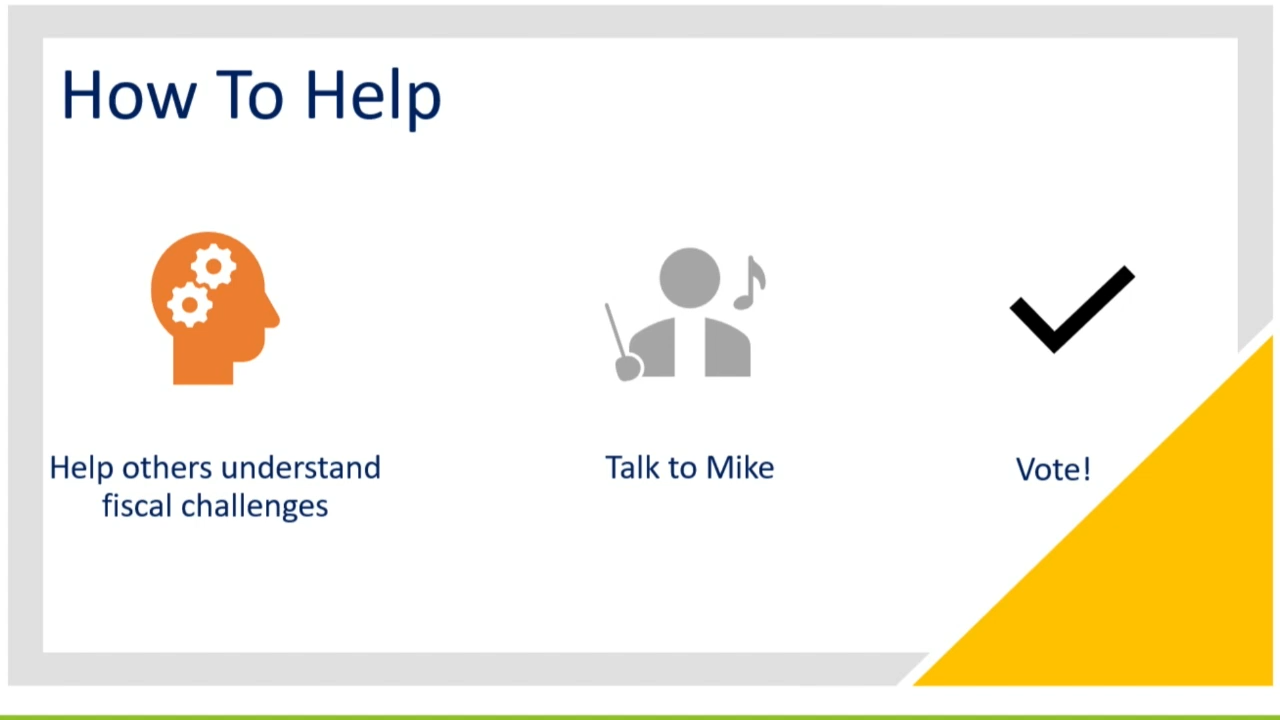 How To Help
Help others understand
fiscal challenges
Talk to Mike
Vote!